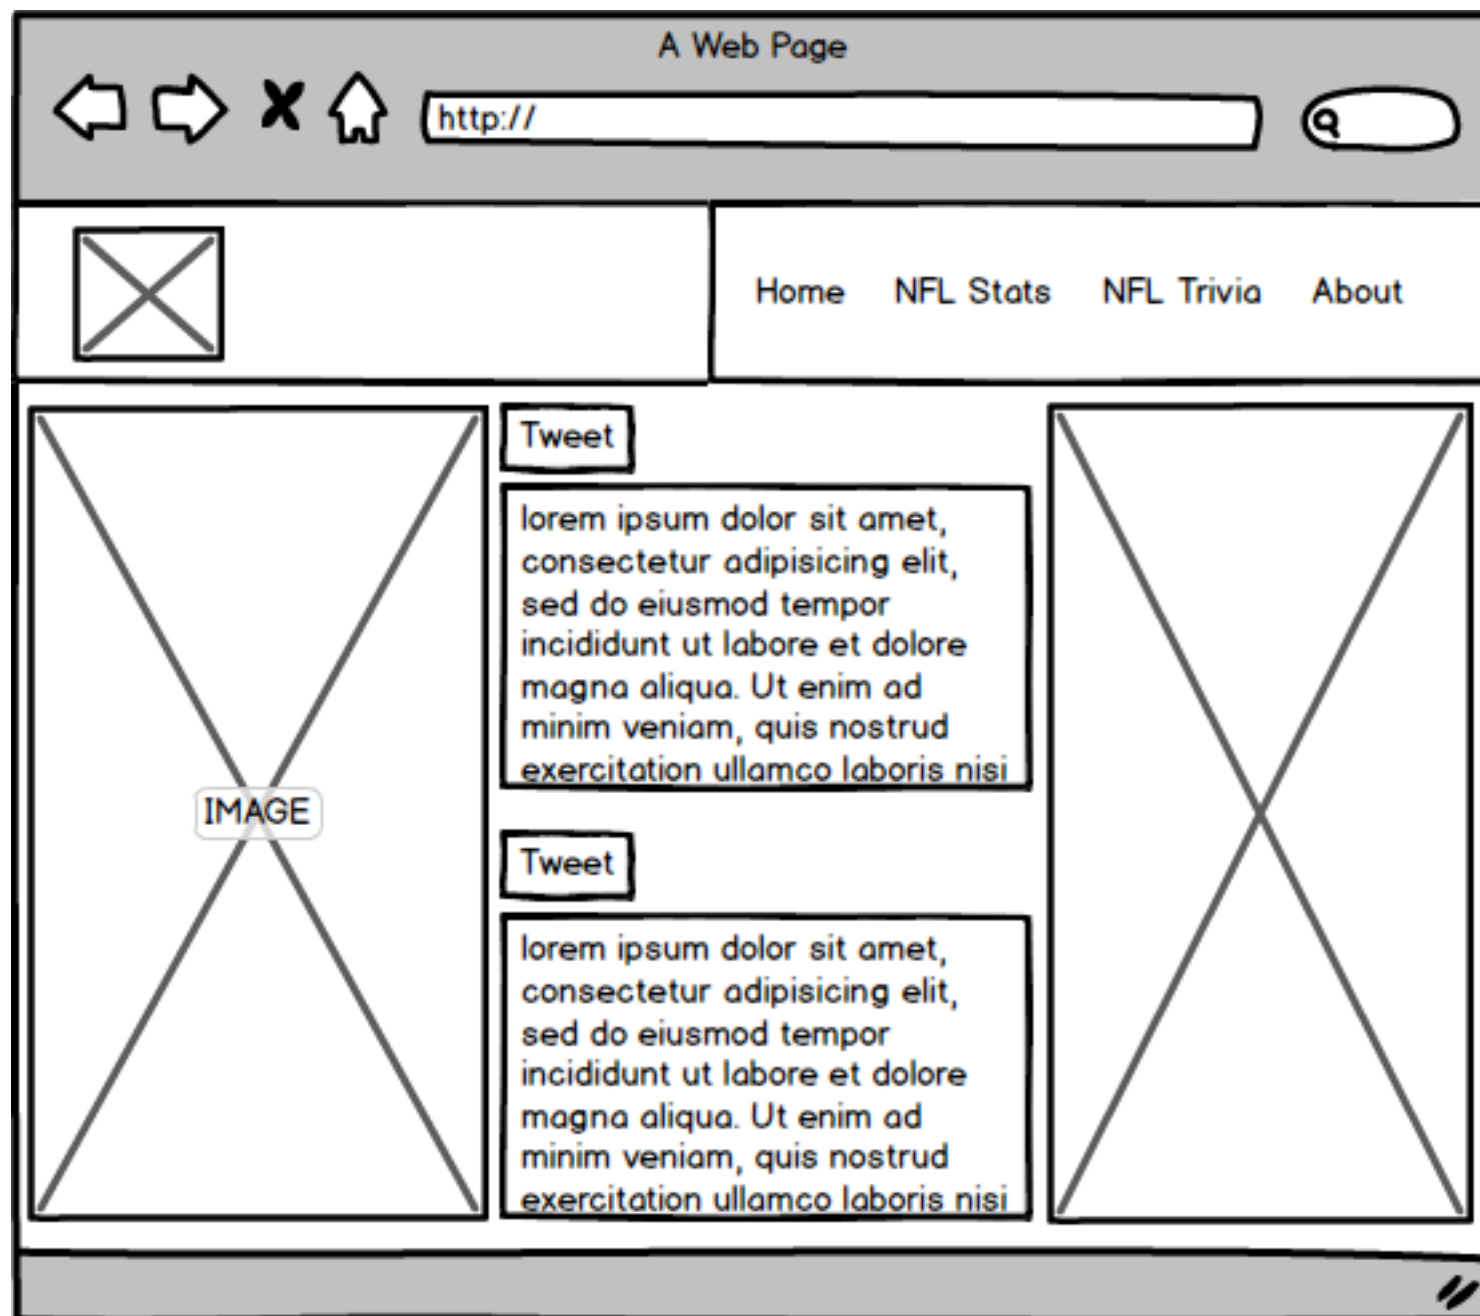 A Web Page
http://
Home NFL Stats NFL Trivia About
IMAGE
Tweet
lorem ipsum dolor sit amet,
consectetur adipisicing elit,
sed do eiusmod tempor
incididunt ut labore et dolore
magna aliqua. Ut enim ad
minim veniam, quis nostrud
exercitation ullamco laboris nisi
Tweet
lorem ipsum dolor sit amet,
consectetur adipisicing elit,
sed do eiusmod tempor
incididunt ut labore et dolore
magna aliqua. Ut enim ad
minim veniam, quis nostrud
exercitation ullamco laboris nisi